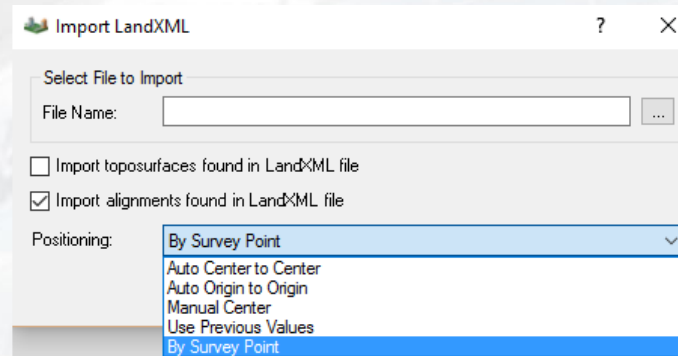 Import LandXML ?
Select File to Import
File Name: ...
Import toposurfaces found in LandXML file
Import alignments found in LandXML file
Positioning: By Survey Point
Auto Center to Center
Auto Origin to Origin
Manual Center
Use Previous Values
By Survey Point